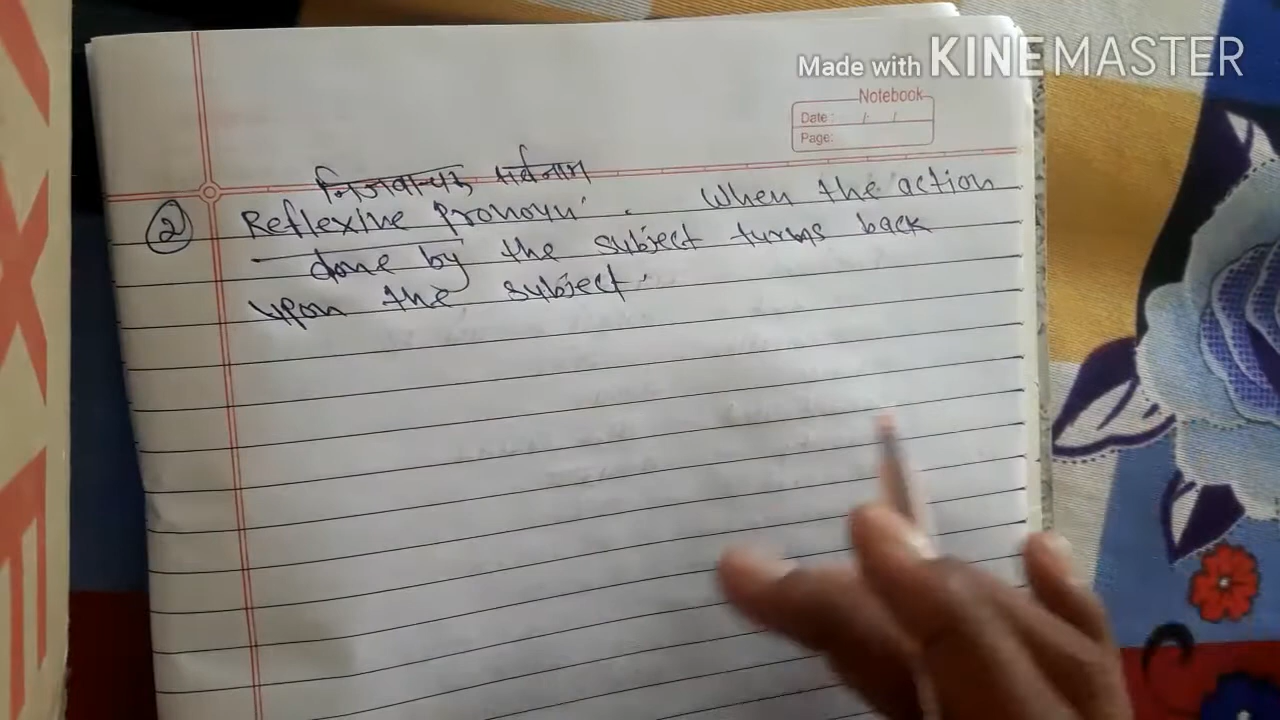 Made with KINEMASTER
Notebook
Date : / /
Page:
निजवाचक सर्वनाम
② Reflexive pronoun . When the action
done by the subject turns back
upon the subject.